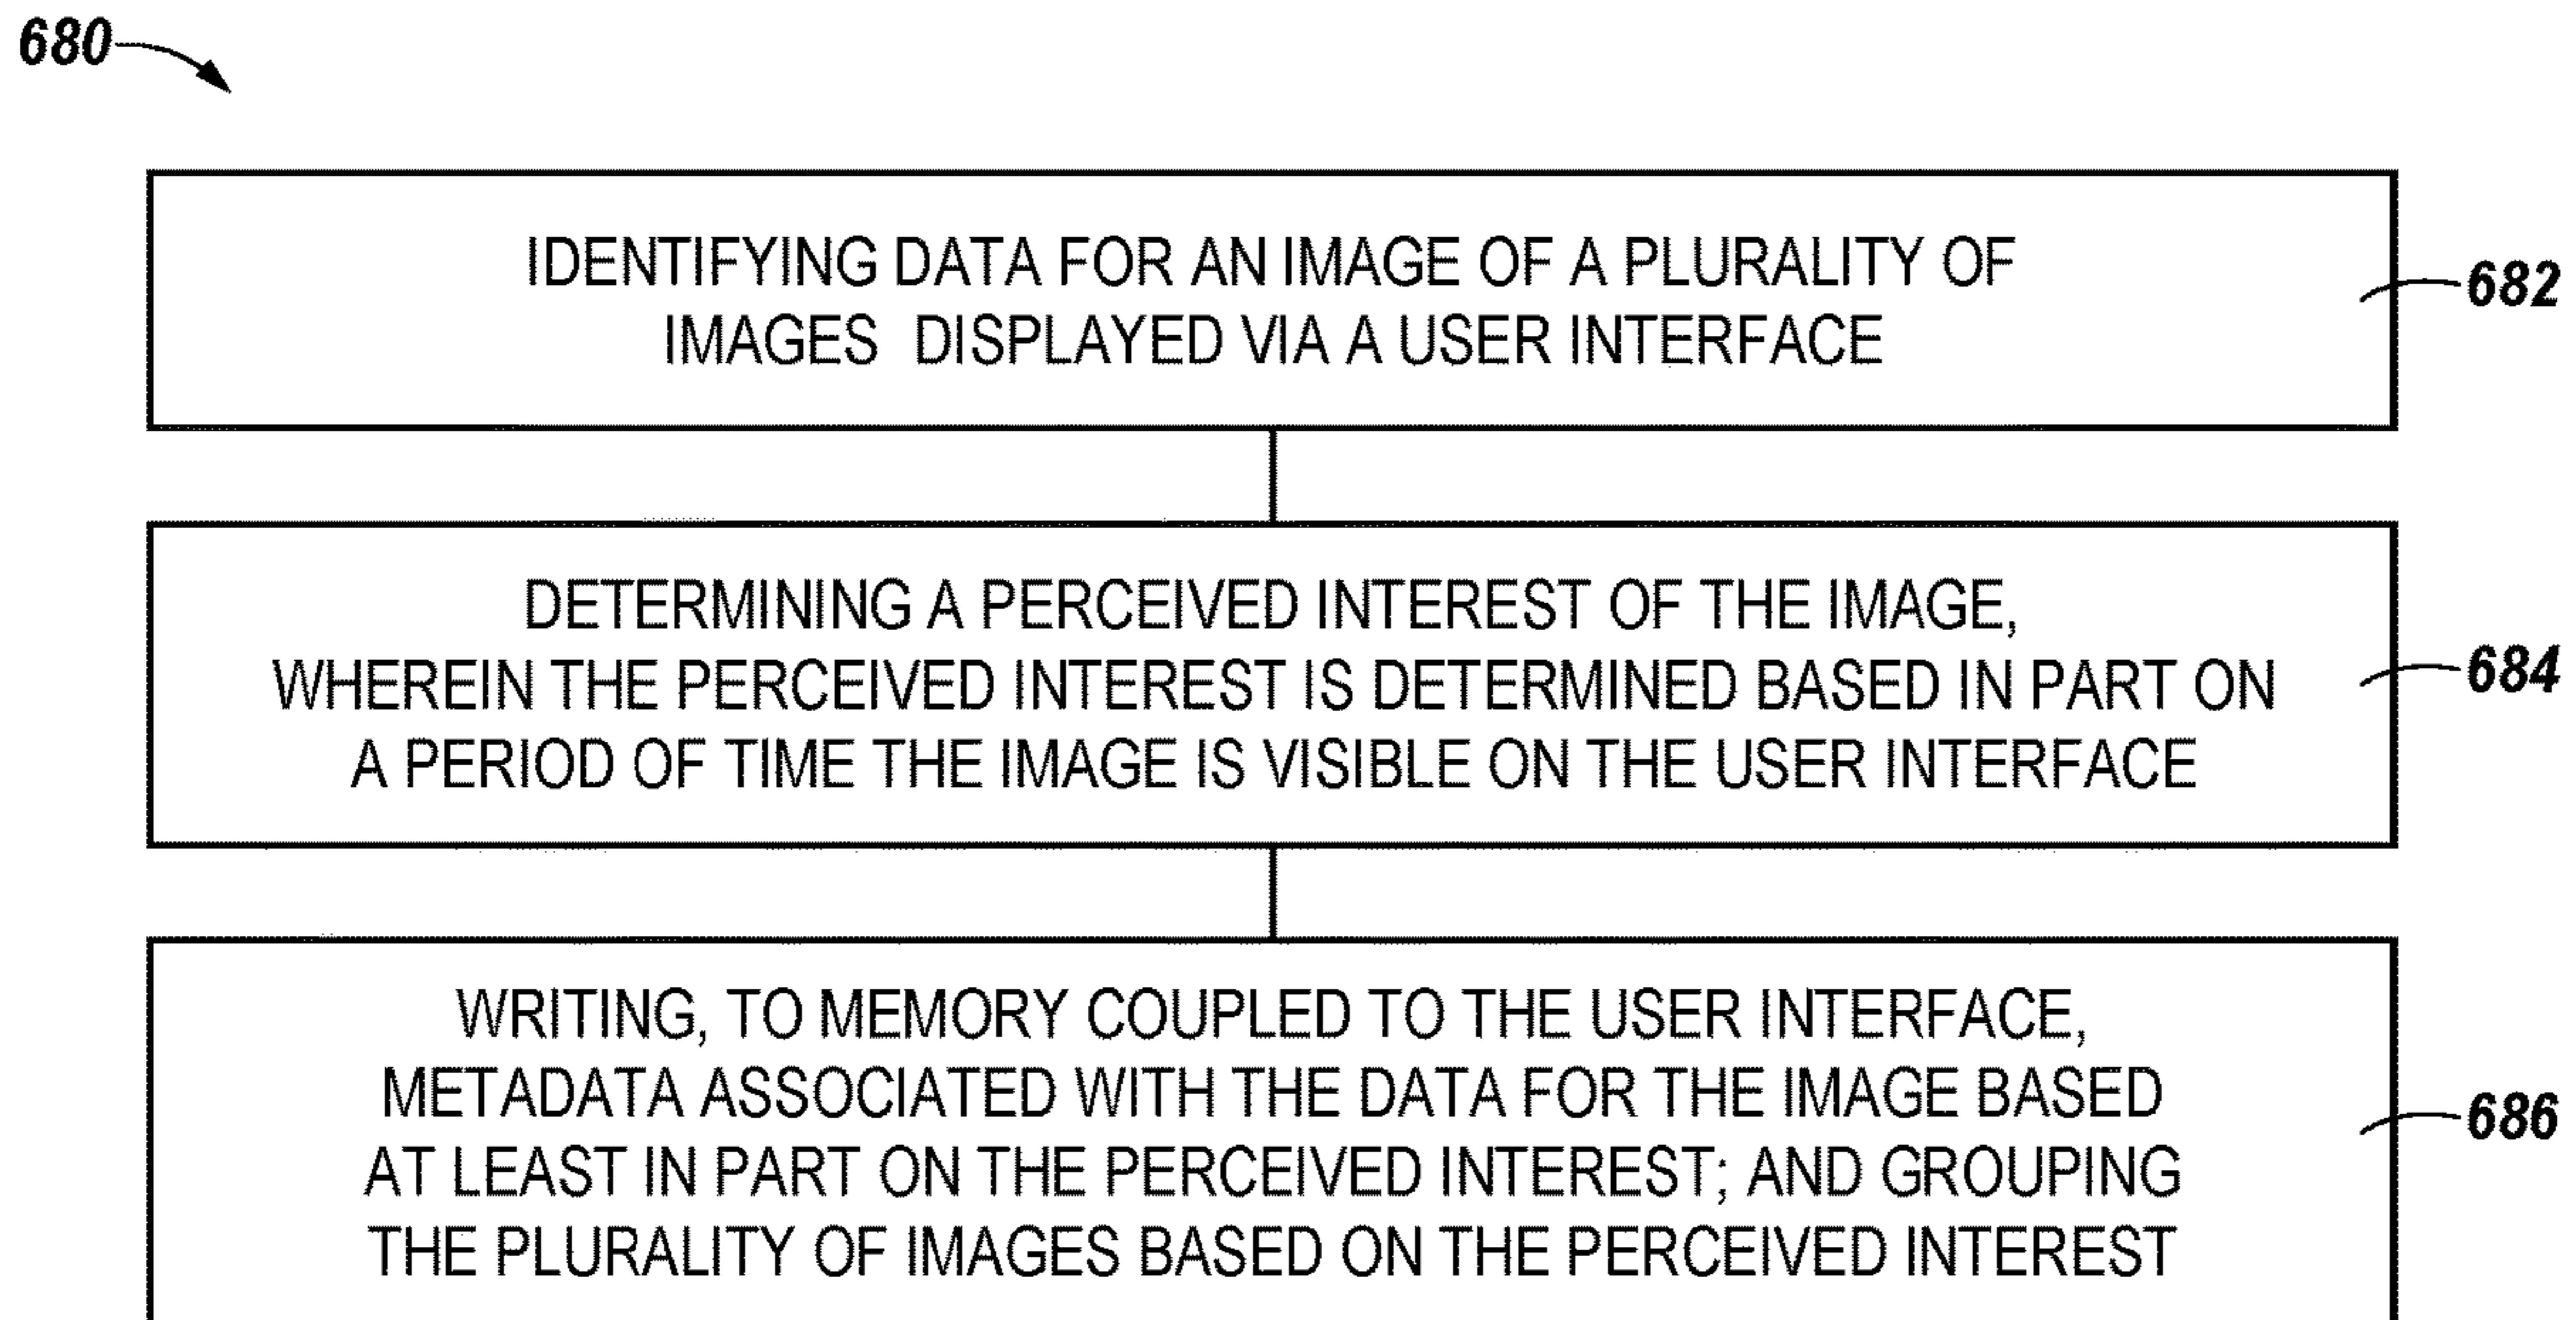 680
IDENTIFYING DATA FOR AN IMAGE OF A PLURALITY OF
IMAGES DISPLAYED VIA A USER INTERFACE
682
DETERMINING A PERCEIVED INTEREST OF THE IMAGE,
WHEREIN THE PERCEIVED INTEREST IS DETERMINED BASED IN PART ON
A PERIOD OF TIME THE IMAGE IS VISIBLE ON THE USER INTERFACE
684
WRITING, TO MEMORY COUPLED TO THE USER INTERFACE,
METADATA ASSOCIATED WITH THE DATA FOR THE IMAGE BASED
AT LEAST IN PART ON THE PERCEIVED INTEREST; AND GROUPING
THE PLURALITY OF IMAGES BASED ON THE PERCEIVED INTEREST
686